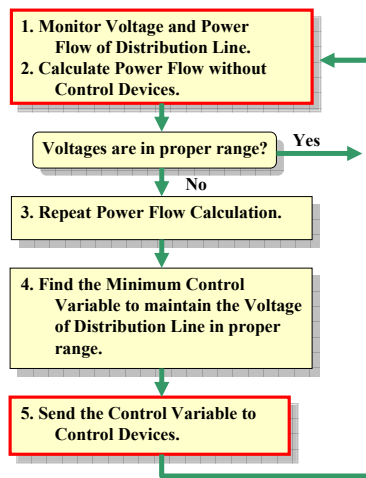 1. Monitor Voltage and Power
Flow of Distribution Line.
2. Calculate Power Flow without
Control Devices.
Voltages are in proper range?
Yes
No
3. Repeat Power Flow Calculation.
4. Find the Minimum Control
Variable to maintain the Voltage
of Distribution Line in proper
range.
5. Send the Control Variable to
Control Devices.